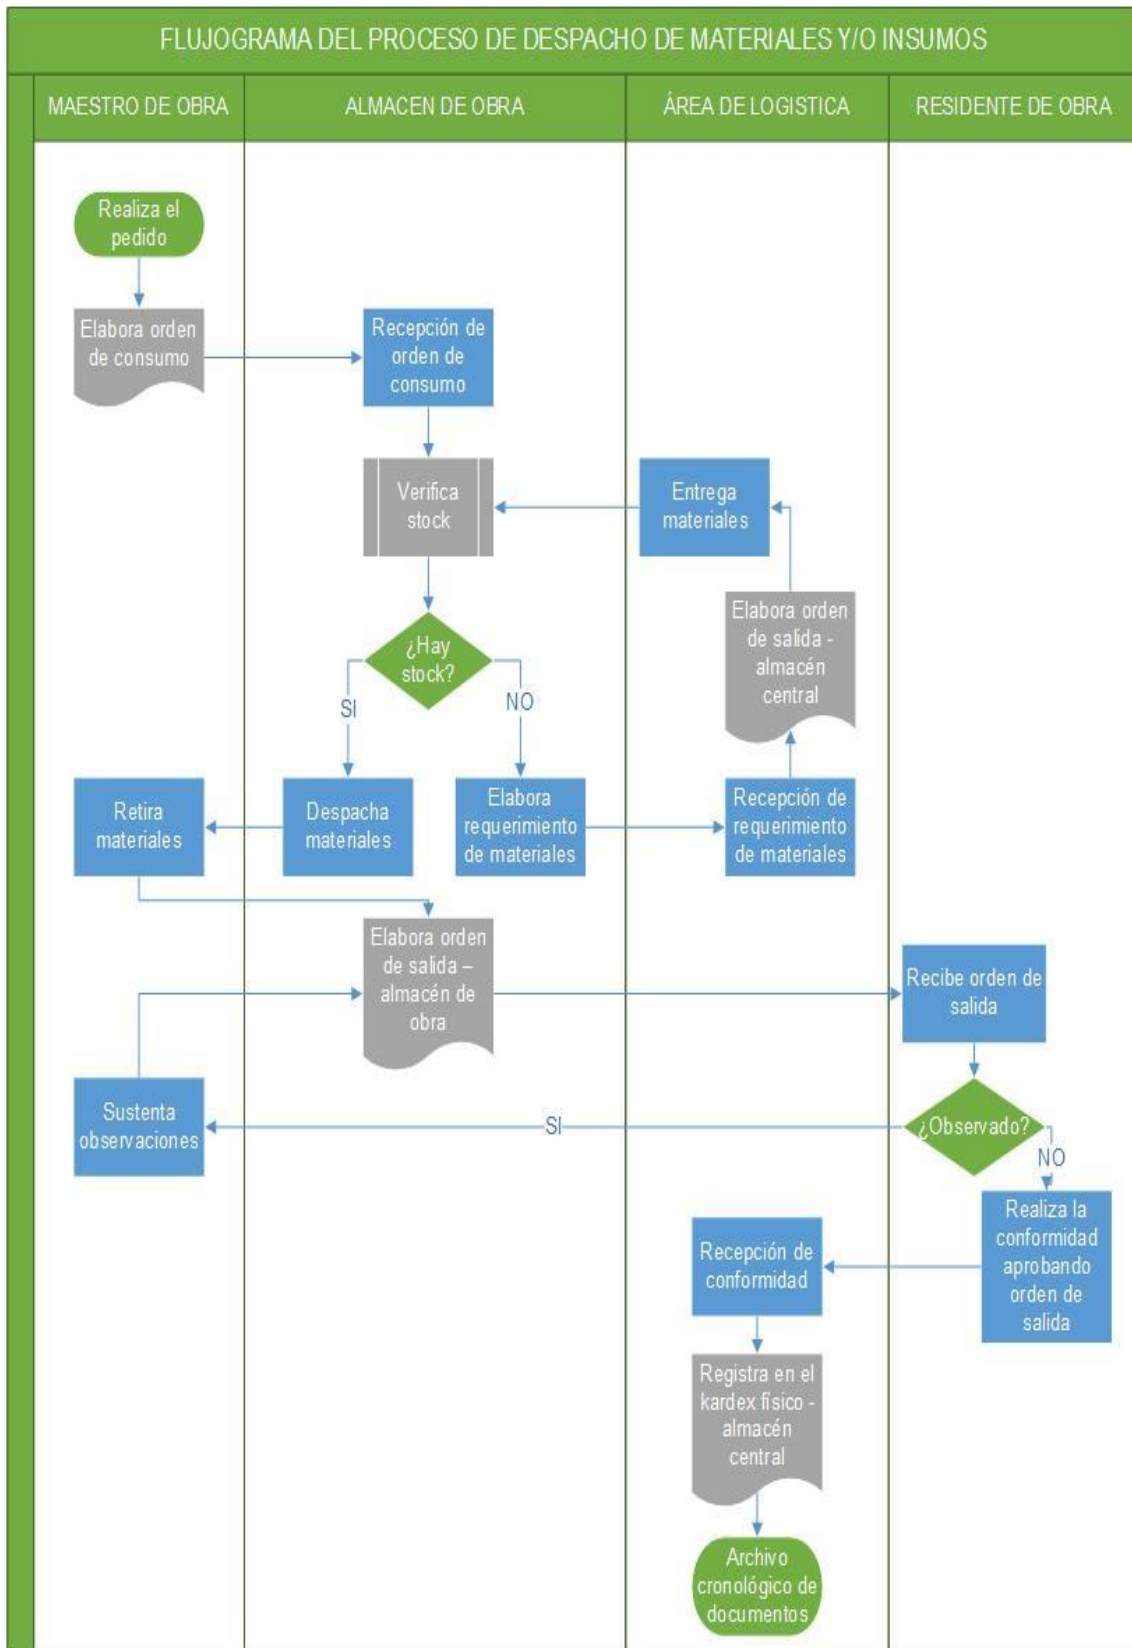 FLUJOGRAMA DEL PROCESO DE DESPACHO DE MATERIALES Y/O INSUMOS
MAESTRO DE OBRA
ALMACEN DE OBRA
ÁREA DE LOGISTICA
RESIDENTE DE OBRA
Realiza el
pedido
Elabora orden
de consumo
Recepción de
orden de
consumo
Verifica
stock
Entrega
materiales
Elabora orden
de salida -
almacén
central
¿Hay
stock?
SI
NO
Retira
materiales
Despacha
materiales
Elabora
requerimiento
de materiales
Recepción de
requerimiento
de materiales
Elabora orden
de salida –
almacén de
obra
Recibe orden de
salida
Sustenta
observaciones
SI
¿Observado?
NO
Realiza la
conformidad
aprobando
orden de
salida
Recepción de
conformidad
Registra en el
kardex físico -
almacén
central
Archivo
cronológico de
documentos